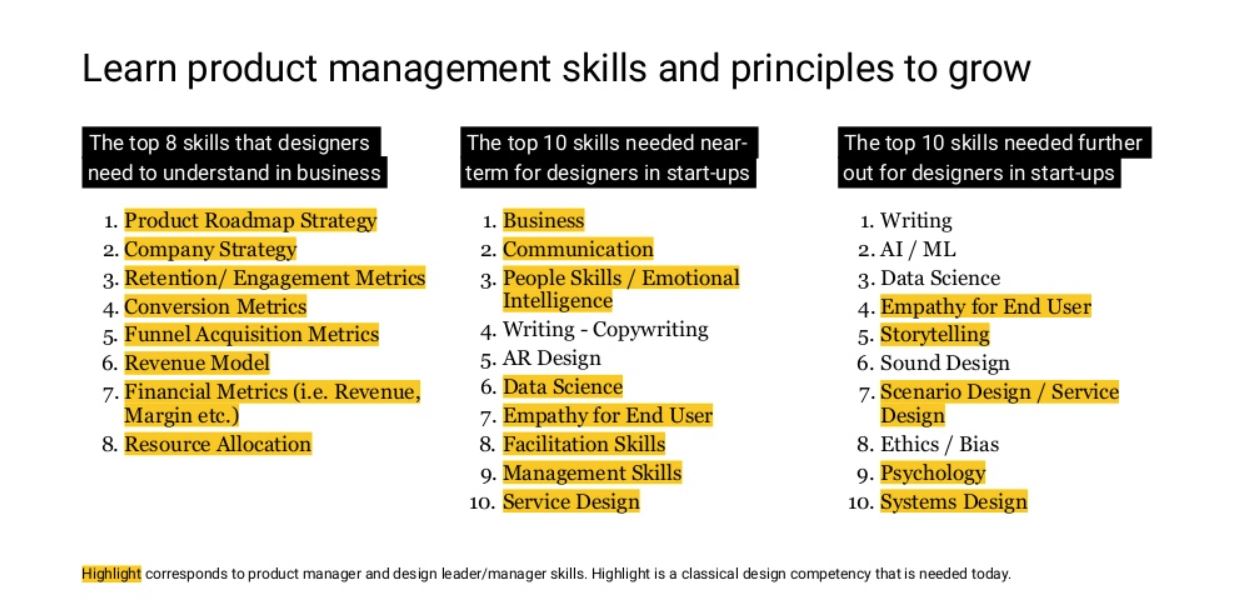 Learn product management skills and principles to grow
The top 8 skills that designers
need to understand in business
1. Product Roadmap Strategy
2. Company Strategy
3. Retention/ Engagement Metrics
4. Conversion Metrics
5. Funnel Acquisition Metrics
6. Revenue Model
7. Financial Metrics (i.e. Revenue,
Margin etc.)
8. Resource Allocation
The top 10 skills needed near-
term for designers in start-ups
1. Business
2. Communication
3. People Skills / Emotional
Intelligence
4. Writing - Copywriting
5. AR Design
6. Data Science
7. Empathy for End User
8. Facilitation Skills
9. Management Skills
10. Service Design
The top 10 skills needed further
out for designers in start-ups
1. Writing
2. AI / ML
3. Data Science
4. Empathy for End User
5. Storytelling
6. Sound Design
7. Scenario Design / Service
Design
8. Ethics / Bias
9. Psychology
10. Systems Design
Highlight corresponds to product manager and design leader/manager skills. Highlight is a classical design competency that is needed today.